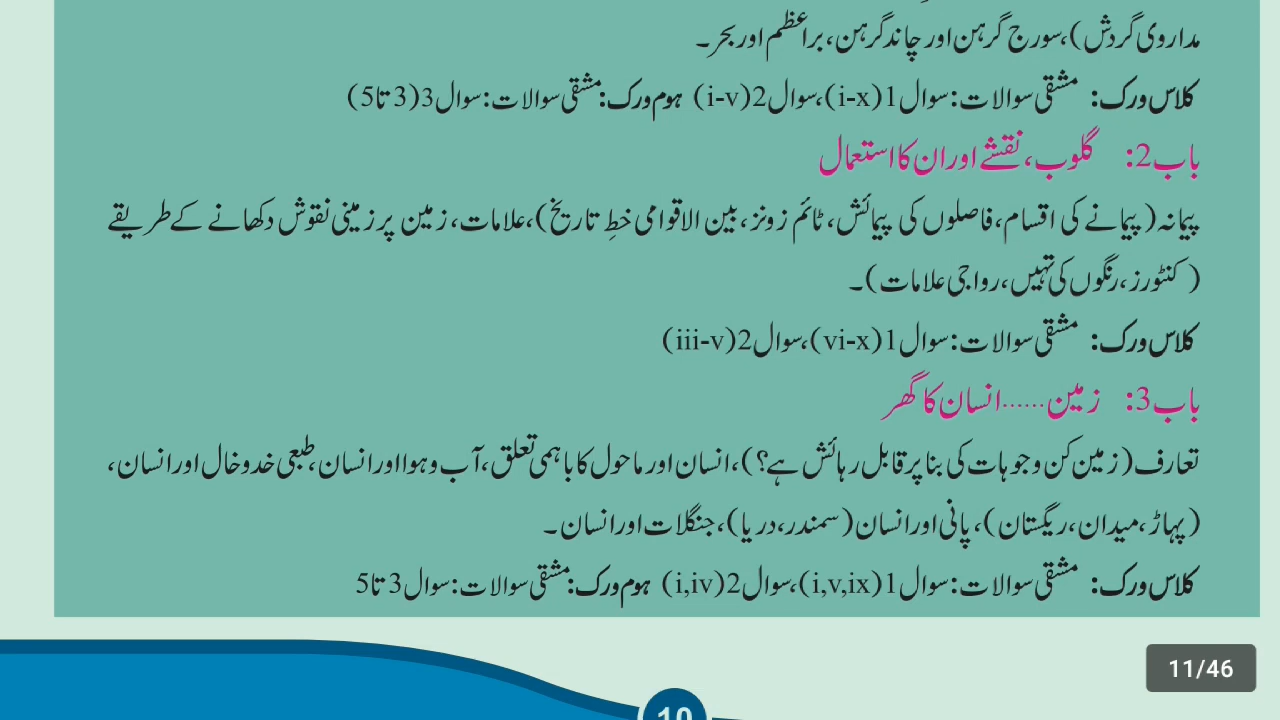 مداروی گردش)، سورج گرہن اور چاند گرہن، براعظم اور بحر۔
کلاس ورک: مشقی سوالات: سوال 1(i-x)، سوال 2(i-v) ہوم ورک: مشقی سوالات: سوال 3(3 تا 5)
باب 2: گلوب، نقشے اور ان کا استعمال
پیمانہ (پیمانے کی اقسام، فاصلوں کی پیمائش، ٹائم زونز، بین الاقوامی خطِ تاریخ)، علامات، زمین پر زمینی نقوش دکھانے کے طریقے
(کنٹورز، رنگوں کی تہیں، رواجی علامات)۔
کلاس ورک: مشقی سوالات: سوال 1(vi-x)، سوال 2(iii-v)
باب 3: زمین......انسان کا گھر
تعارف (زمین کن وجوہات کی بنا پر قابل رہائش ہے؟)، انسان اور ماحول کا باہمی تعلق، آب و ہوا اور انسان، طبعی خدوخال اور انسان،
(پہاڑ، میدان، ریگستان)، پانی اور انسان (سمندر، دریا)، جنگلات اور انسان۔
کلاس ورک: مشقی سوالات: سوال 1(i,v,ix)، سوال 2(i,iv) ہوم ورک: مشقی سوالات: سوال 3 تا 5
11/46
10